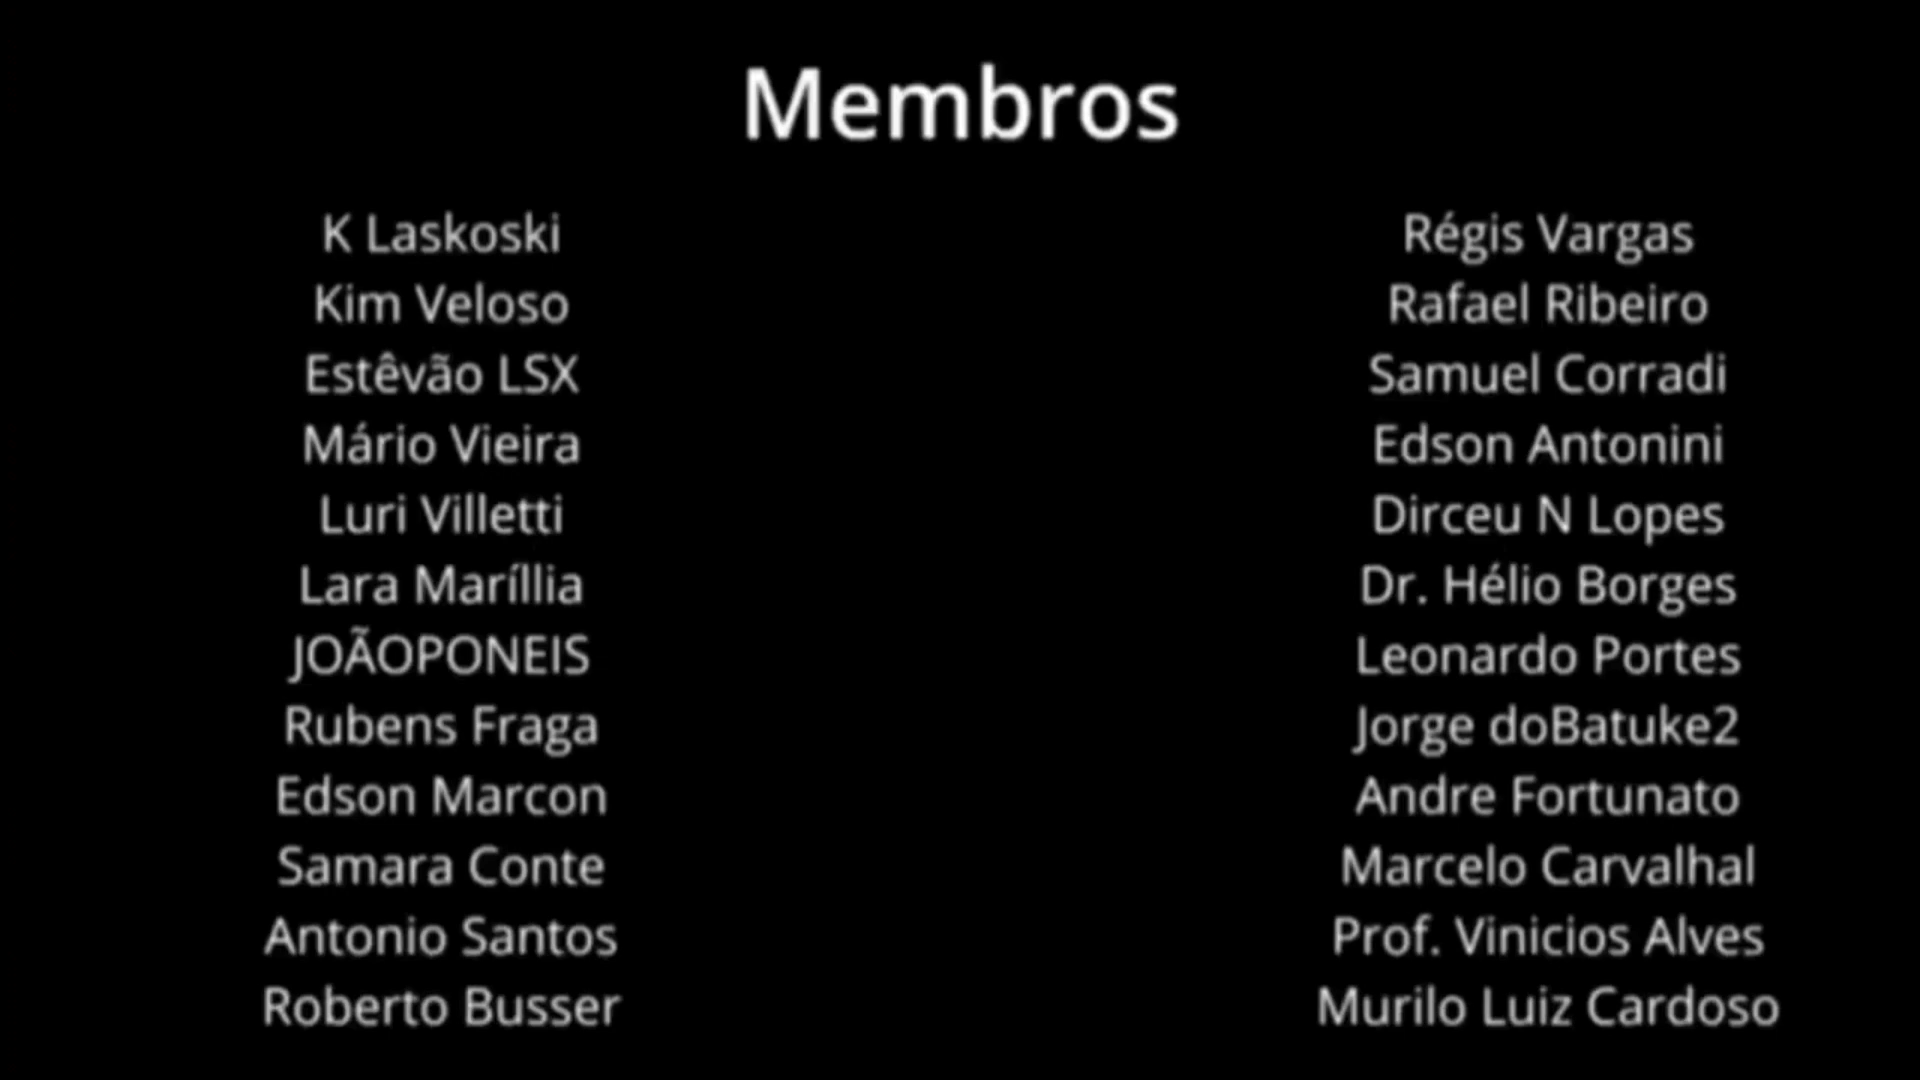 Membros
K Laskoski
Kim Veloso
Estêvão LSX
Mário Vieira
Luri Villetti
Lara Maríllia
JOÃOPONEIS
Rubens Fraga
Edson Marcon
Samara Conte
Antonio Santos
Roberto Busser
Régis Vargas
Rafael Ribeiro
Samuel Corradi
Edson Antonini
Dirceu N Lopes
Dr. Hélio Borges
Leonardo Portes
Jorge doBatuke2
Andre Fortunato
Marcelo Carvalhal
Prof. Vinicios Alves
Murilo Luiz Cardoso